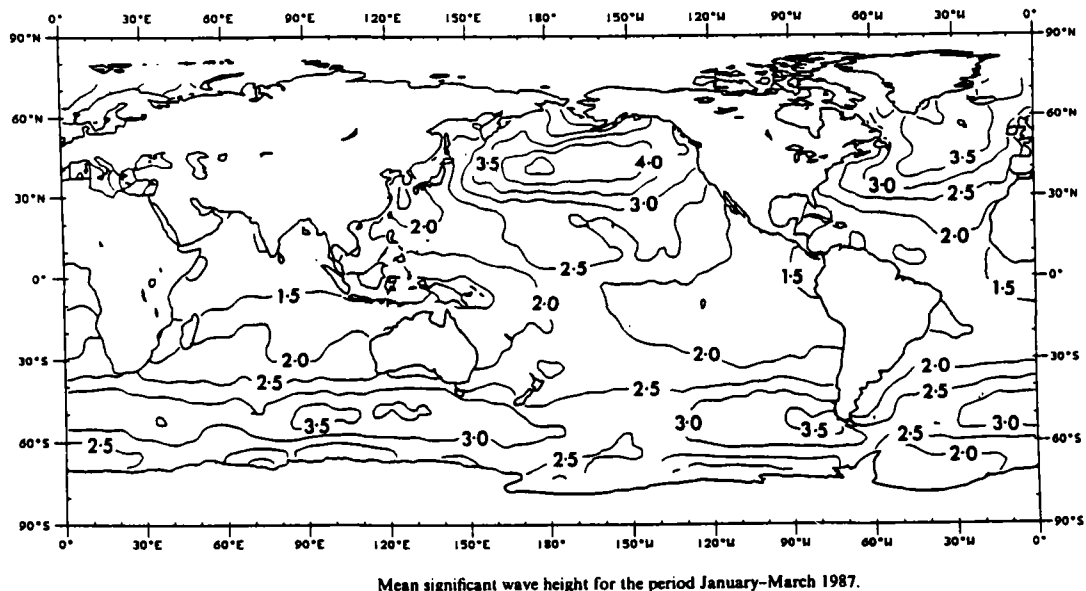 0° 30°E 60°E 90°E 120°E 150°E 180° 150°W 120°W 90°W 60°W 30°W 0°
90°N 90°N
60°N 60°N
3.5 4.0 3.5
3.0 2.5
30°N 3.0 30°N
2.0 2.0
2.5
0° 1.5 0°
1.5 2.0 1.5
30°S 2.0 2.0 2.0 30°S
2.5 2.5 2.5
3.0
3.5 3.5 3.0
60°S 2.5 3.0 2.5 60°S
2.5 2.0
90°S 90°S
0° 30°E 60°E 90°E 120°E 150°E 180° 150°W 120°W 90°W 60°W 30°W 0°
Mean significant wave height for the period January–March 1987.